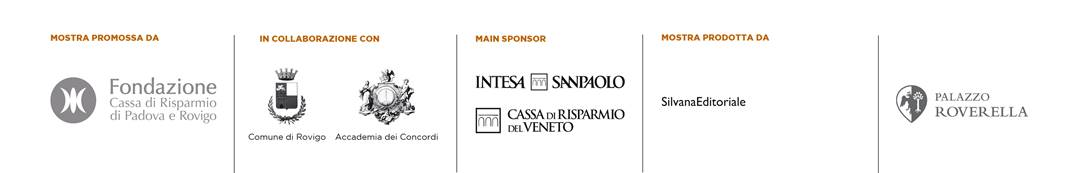 MOSTRA PROMOSSA DA
Fondazione
Cassa di Risparmio
di Padova e Rovigo
IN COLLABORAZIONE CON
Comune di Rovigo
Accademia dei Concordi
MAIN SPONSOR
INTESA SANPAOLO
CASSA DI RISPARMIO
DEL VENETO
MOSTRA PRODOTTA DA
SilvanaEditoriale
PALAZZO
ROVERELLA